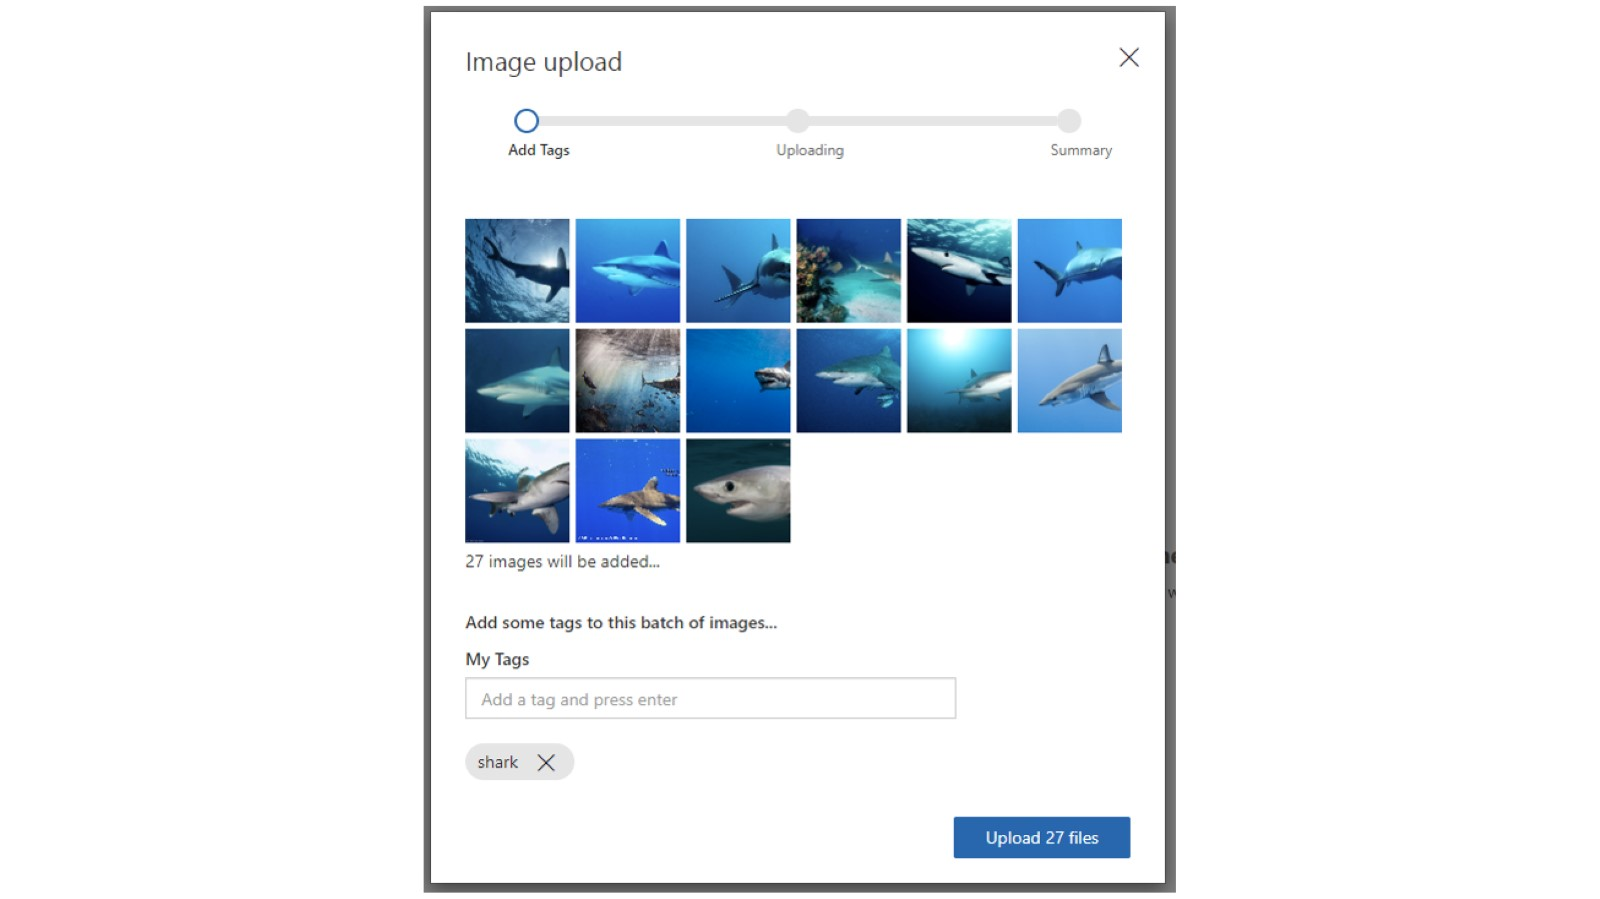 Image upload
Add Tags
Uploading
Summary
27 images will be added...
Add some tags to this batch of images...
My Tags
Add a tag and press enter
shark
Upload 27 files